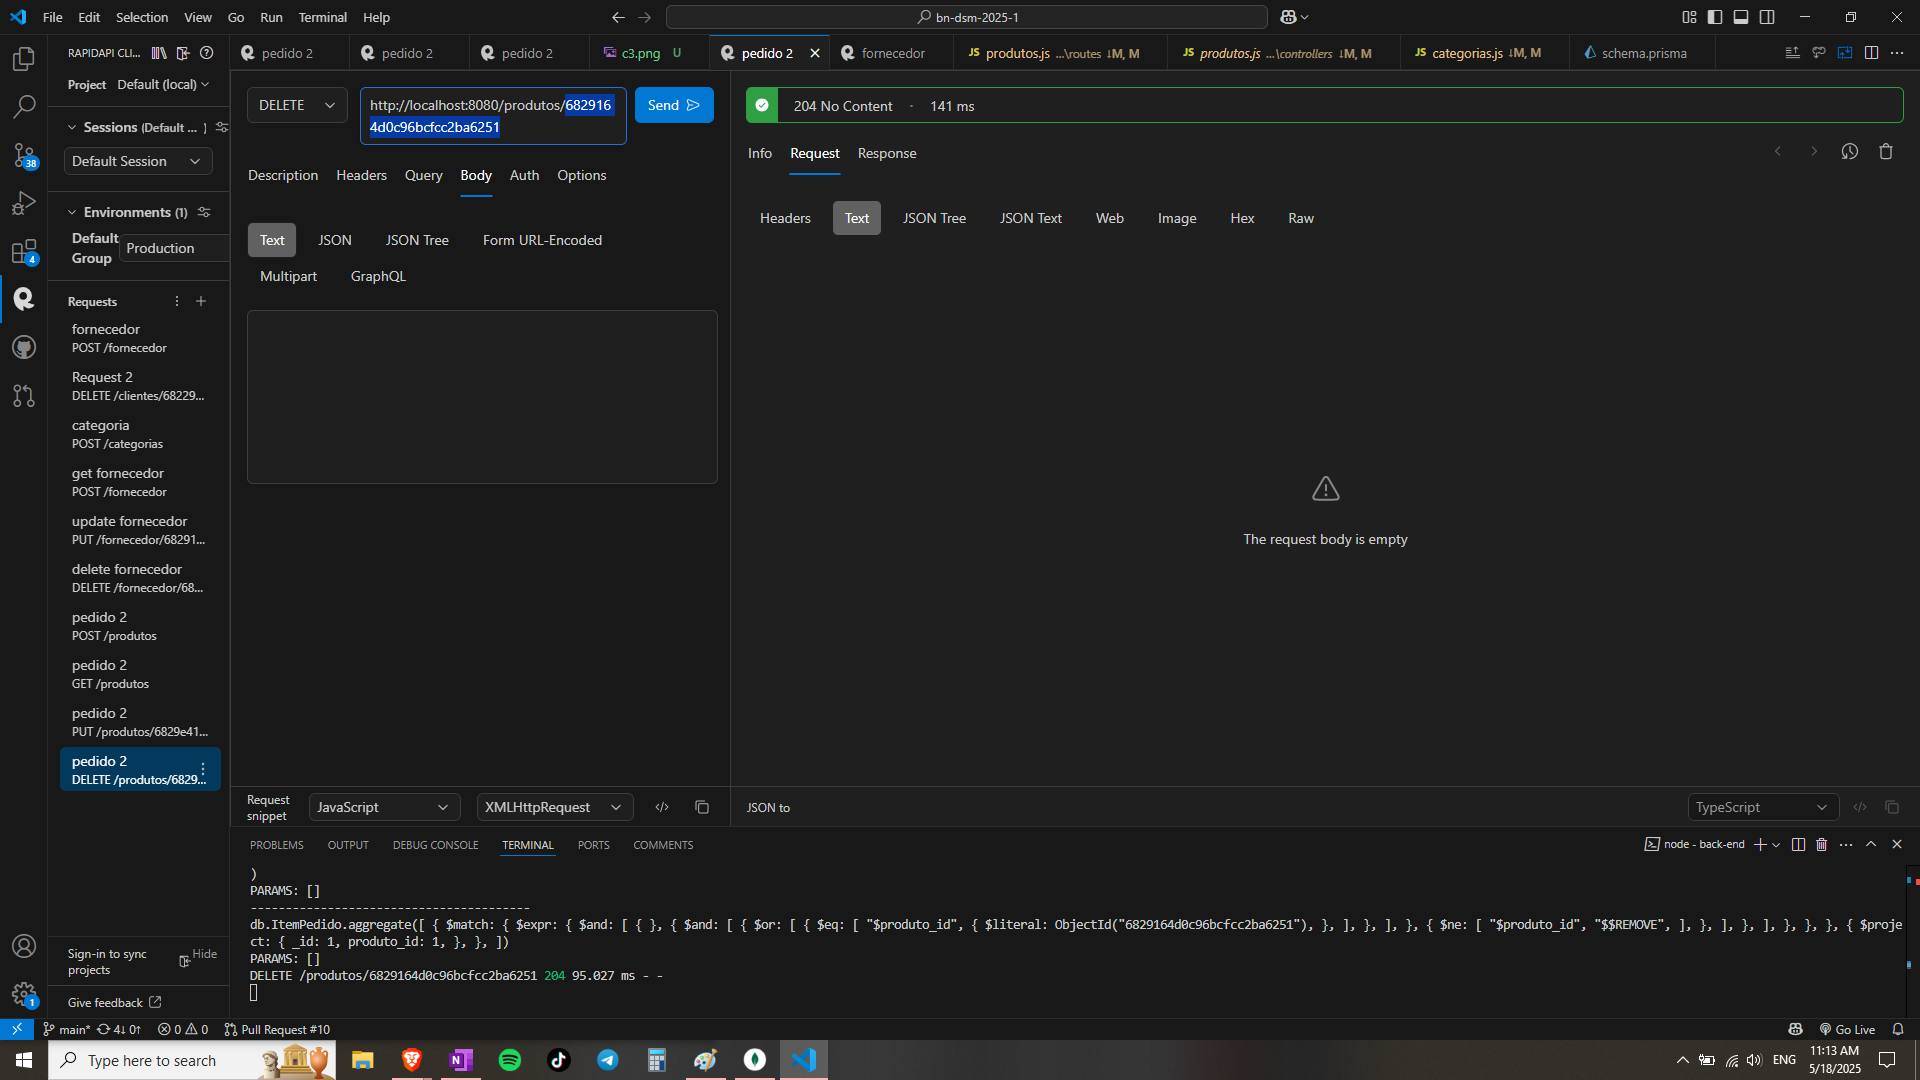 File Edit Selection View Go Run Terminal Help
bn-dsm-2025-1
RAPIDAPI CLI...
pedido 2
pedido 2
pedido 2
c3.png U
pedido 2
fornecedor
JS produtos.js ...\routes ↓M, M
JS produtos.js ...\controllers ↓M, M
JS categorias.js ↓M, M
schema.prisma
Project Default (local)
Sessions (Default ... )
Default Session
38
Environments (1)
Default Group
Production
4
Requests
fornecedor
POST /fornecedor
Request 2
DELETE /clientes/68229...
categoria
POST /categorias
get fornecedor
POST /fornecedor
update fornecedor
PUT /fornecedor/68291...
delete fornecedor
DELETE /fornecedor/68...
pedido 2
POST /produtos
pedido 2
GET /produtos
pedido 2
PUT /produtos/6829e41...
pedido 2
DELETE /produtos/6829...
Sign-in to sync projects
Hide
Give feedback
1
DELETE
http://localhost:8080/produtos/682916
4d0c96bcfcc2ba6251
Send
Description Headers Query Body Auth Options
Text JSON JSON Tree Form URL-Encoded
Multipart GraphQL
204 No Content · 141 ms
Info Request Response
Headers Text JSON Tree JSON Text Web Image Hex Raw
The request body is empty
Request snippet
JavaScript
XMLHttpRequest
JSON to
TypeScript
PROBLEMS OUTPUT DEBUG CONSOLE TERMINAL PORTS COMMENTS
node - back-end
)
PARAMS: []
----------------------------------------
db.ItemPedido.aggregate([ { $match: { $expr: { $and: [ { }, { $and: [ { $or: [ { $eq: [ "$produto_id", { $literal: ObjectId("6829164d0c96bcfcc2ba6251"), }, ], }, ], }, { $ne: [ "$produto_id", "$$REMOVE", ], }, ], }, ], }, }, }, { $proje
ct: { _id: 1, produto_id: 1, }, }, ])
PARAMS: []
DELETE /produtos/6829164d0c96bcfcc2ba6251 204 95.027 ms - -
main* 4↓ 0↑ 0 0 Pull Request #10
Go Live
Type here to search
ENG
11:13 AM
5/18/2025